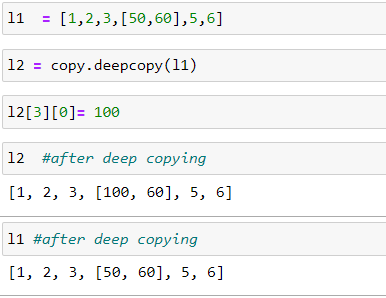 l1  = [1,2,3,[50,60],5,6]
l2 = copy.deepcopy(l1)
l2[3][0]= 100
l2  #after deep copying
[1, 2, 3, [100, 60], 5, 6]
l1 #after deep copying
[1, 2, 3, [50, 60], 5, 6]